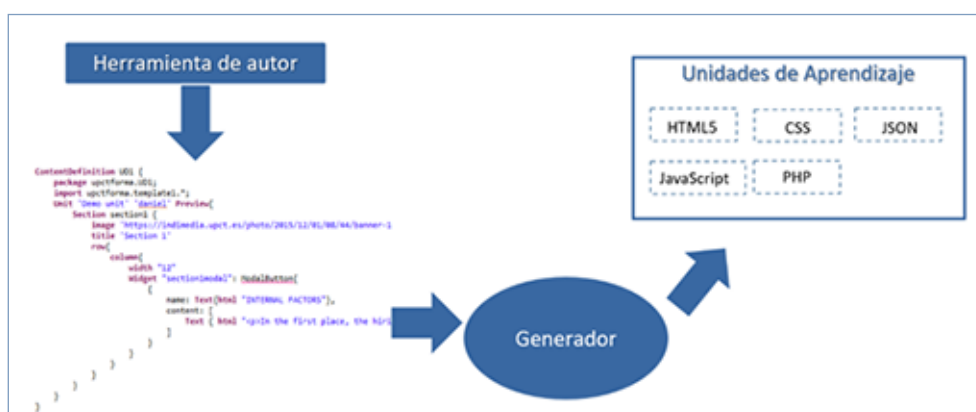 Herramienta de autor
ContentDefinition UD1 {
package upctforma.UD1;
import upctforma.template1.*;
Unit "Demo unit" "daniel" Preview{
Section section1 {
image "https://indimedia.upct.es/photo/2015/12/01/08/44/banner-1
title "Section 1"
row{
column{
width "12"
Widget "section1modal": ModalButton{
{
name: Text{html "INTERNAL FACTORS"},
content: [
Text { html "<p>In the first place, the hiri
]
}
}
}
}
}
}
}
Generador
Unidades de Aprendizaje
HTML5
CSS
JSON
JavaScript
PHP